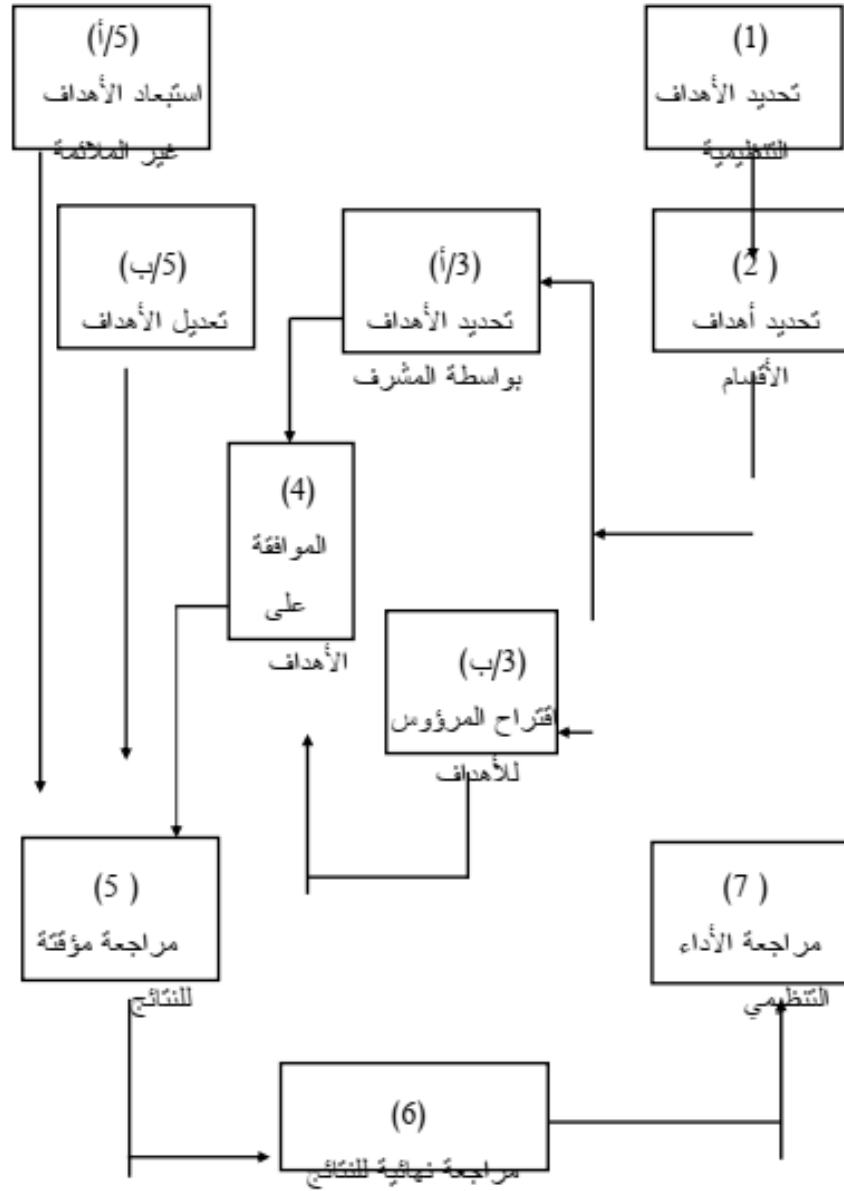 (1)
تحديد الأهداف
التنظيمية
(2 )
تحديد أهداف
الأقسام
(3/أ)
تحديد الأهداف
بواسطة المشرف
(3/ب)
اقتراح المرؤوس
للأهداف
(4)
الموافقة
على
الأهداف
(5/أ)
استبعاد الأهداف
غير الملائمة
(5/ب)
تعديل الأهداف
(5 )
مراجعة مؤقتة
للنتائج
(6)
مراجعة نهائية للنتائج
(7 )
مراجعة الأداء
التنظيمي